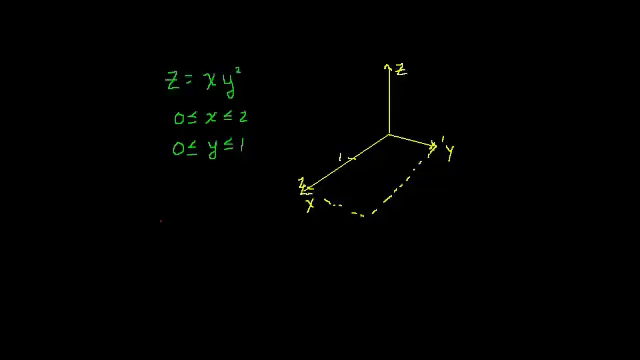 z = xy²
0 ≤ x ≤ 2
0 ≤ y ≤ 1
z
1
y
1
2
x